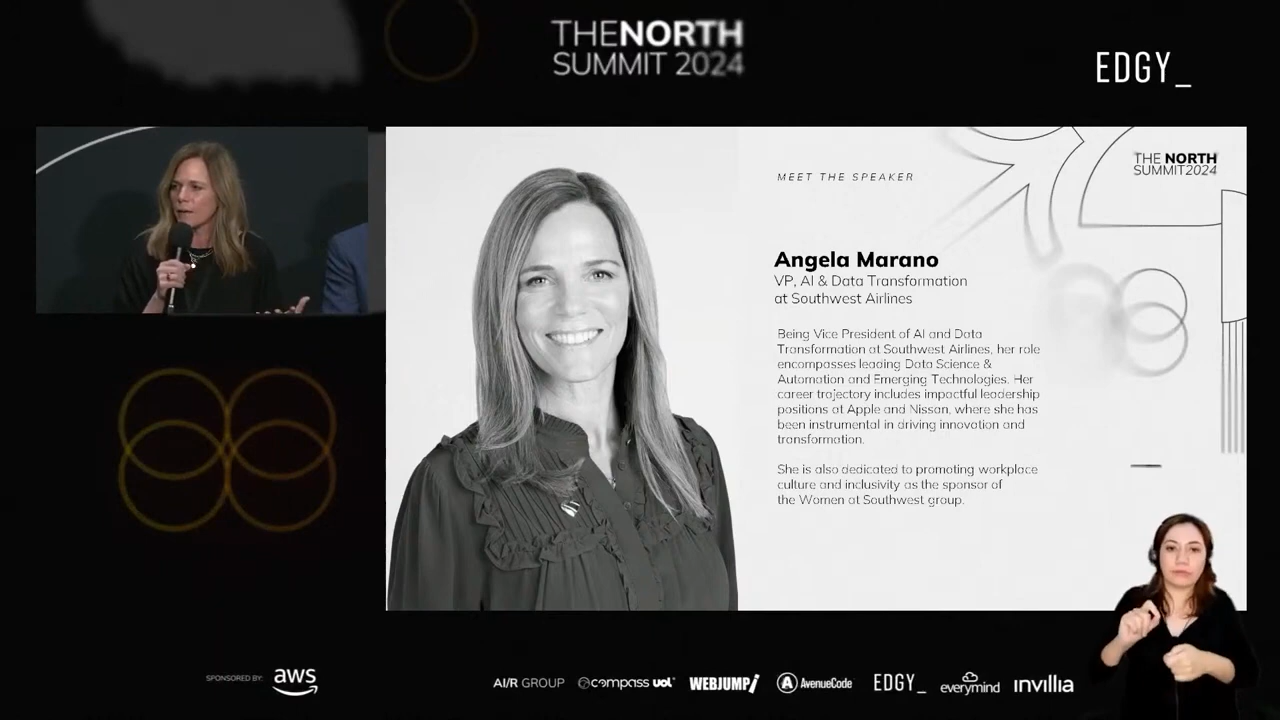 THENORTH
SUMMIT 2024
EDGY_
MEET THE SPEAKER
THE NORTH
SUMMIT2024
Angela Marano
VP, AI & Data Transformation
at Southwest Airlines
Being Vice President of AI and Data
Transformation at Southwest Airlines, her role
encompasses leading Data Science &
Automation and Emerging Technologies. Her
career trajectory includes impactful leadership
positions at Apple and Nissan, where she has
been instrumental in driving innovation and
transformation.
She is also dedicated to promoting workplace
culture and inclusivity as the sponsor of
the Women at Southwest group.
SPONSORED BY:
aws
AI/R GROUP
compass uol
WEBJUMP
AvenueCode
EDGY_
everymind
invillia